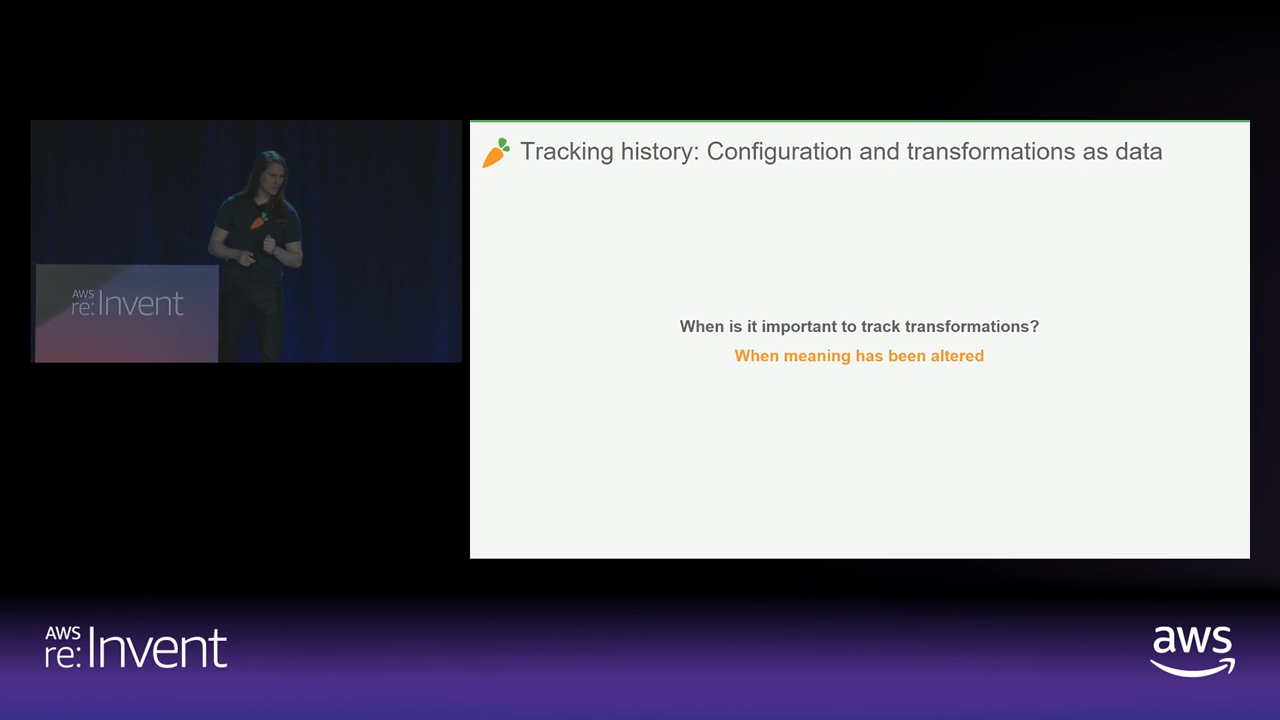 AWS
re:Invent
Tracking history: Configuration and transformations as data
When is it important to track transformations?
When meaning has been altered
AWS
re:Invent
aws